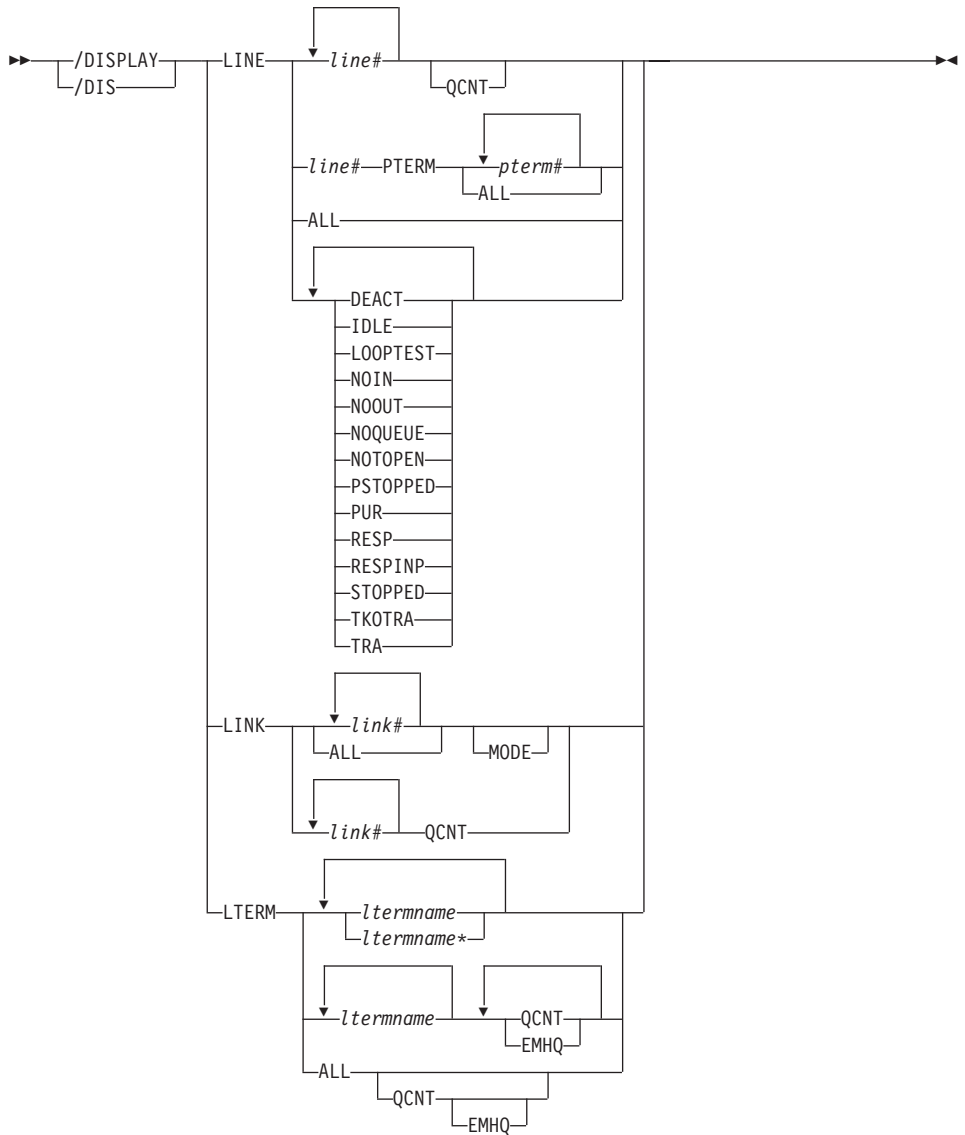 /DISPLAY LINE line#
/DIS QCNT
line# PTERM pterm#
ALL
ALL
DEACT
IDLE
LOOPTEST
NOIN
NOOUT
NOQUEUE
NOTOPEN
PSTOPPED
PUR
RESP
RESPINP
STOPPED
TKOTRA
TRA
LINK link#
ALL MODE
link# QCNT
LTERM ltermname
ltermname*
ltermname QCNT
EMHQ
ALL
QCNT
EMHQ